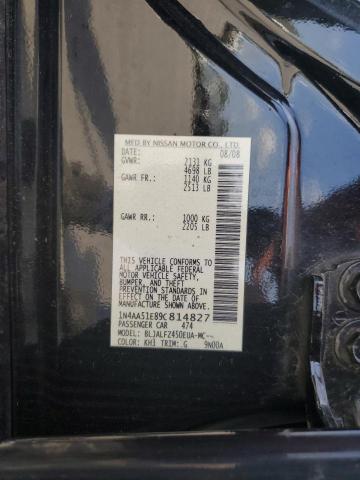 MFD BY NISSAN MOTOR CO., LTD.
DATE: 08/08
GVWR: 2131 KG
4698 LB
GAWR FR.: 1140 KG
2513 LB
GAWR RR.: 1000 KG
2205 LB
THIS VEHICLE CONFORMS TO
ALL APPLICABLE FEDERAL
MOTOR VEHICLE SAFETY,
BUMPER, AND THEFT
PREVENTION STANDARDS IN
EFFECT ON THE DATE OF
MANUFACTURE SHOWN ABOVE.
1N4AA51E89C814827
PASSENGER CAR 474
MODEL: BLJALFZ450EUA-MC--
COLOR: KH3 TRIM: G 9N00A